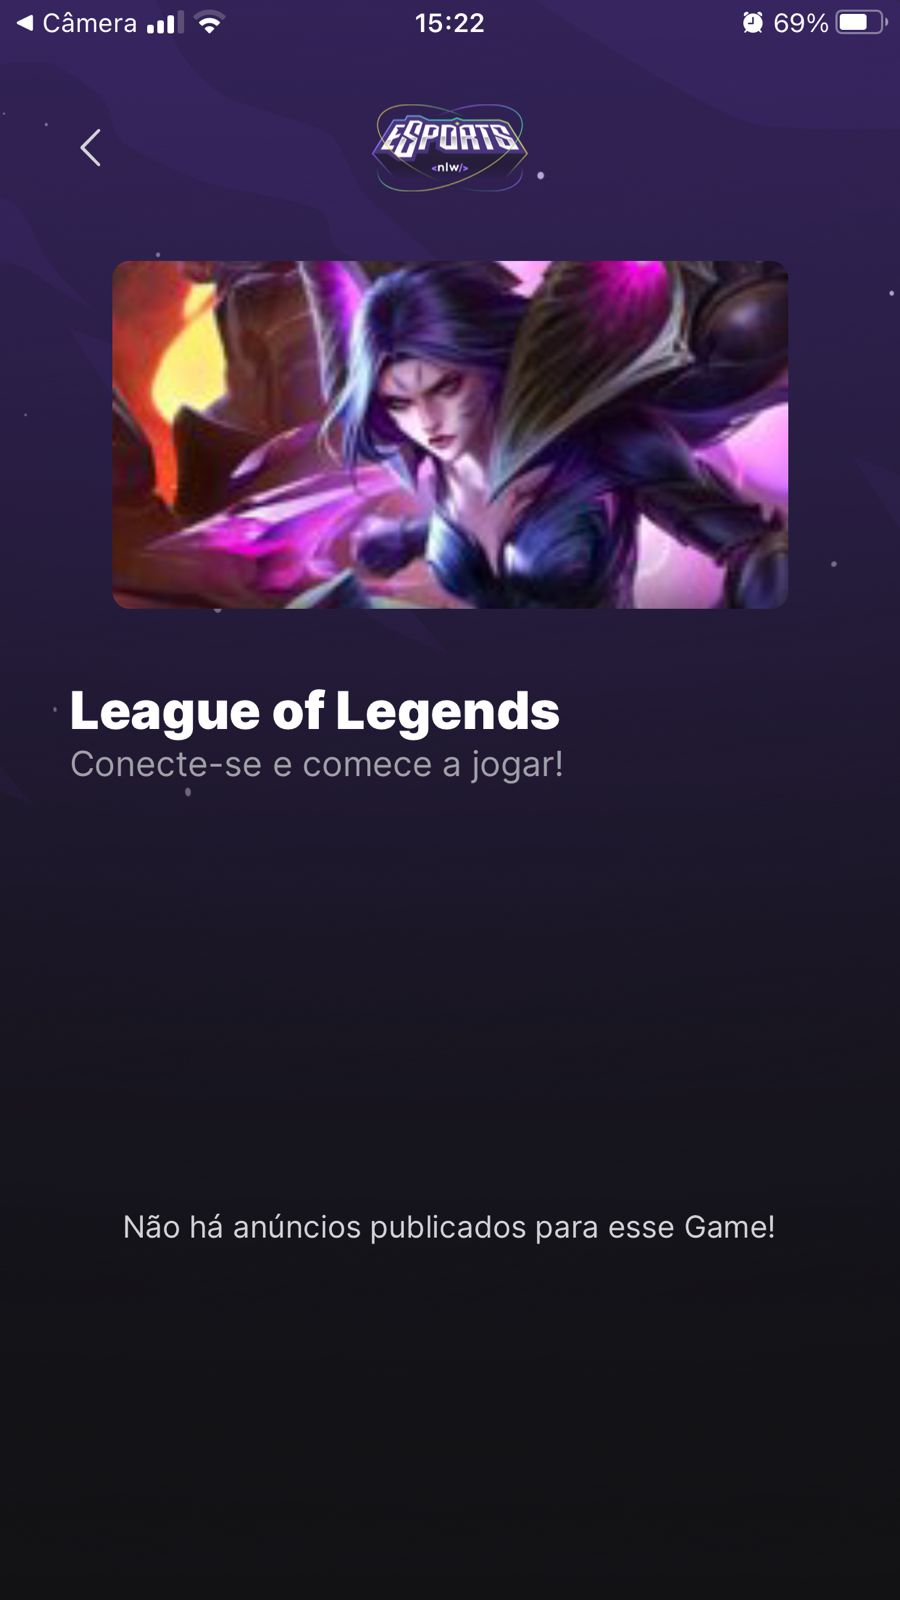 Câmera
15:22
69%
ESPORTS
<nlw/>
League of Legends
Conecte-se e comece a jogar!
Não há anúncios publicados para esse Game!